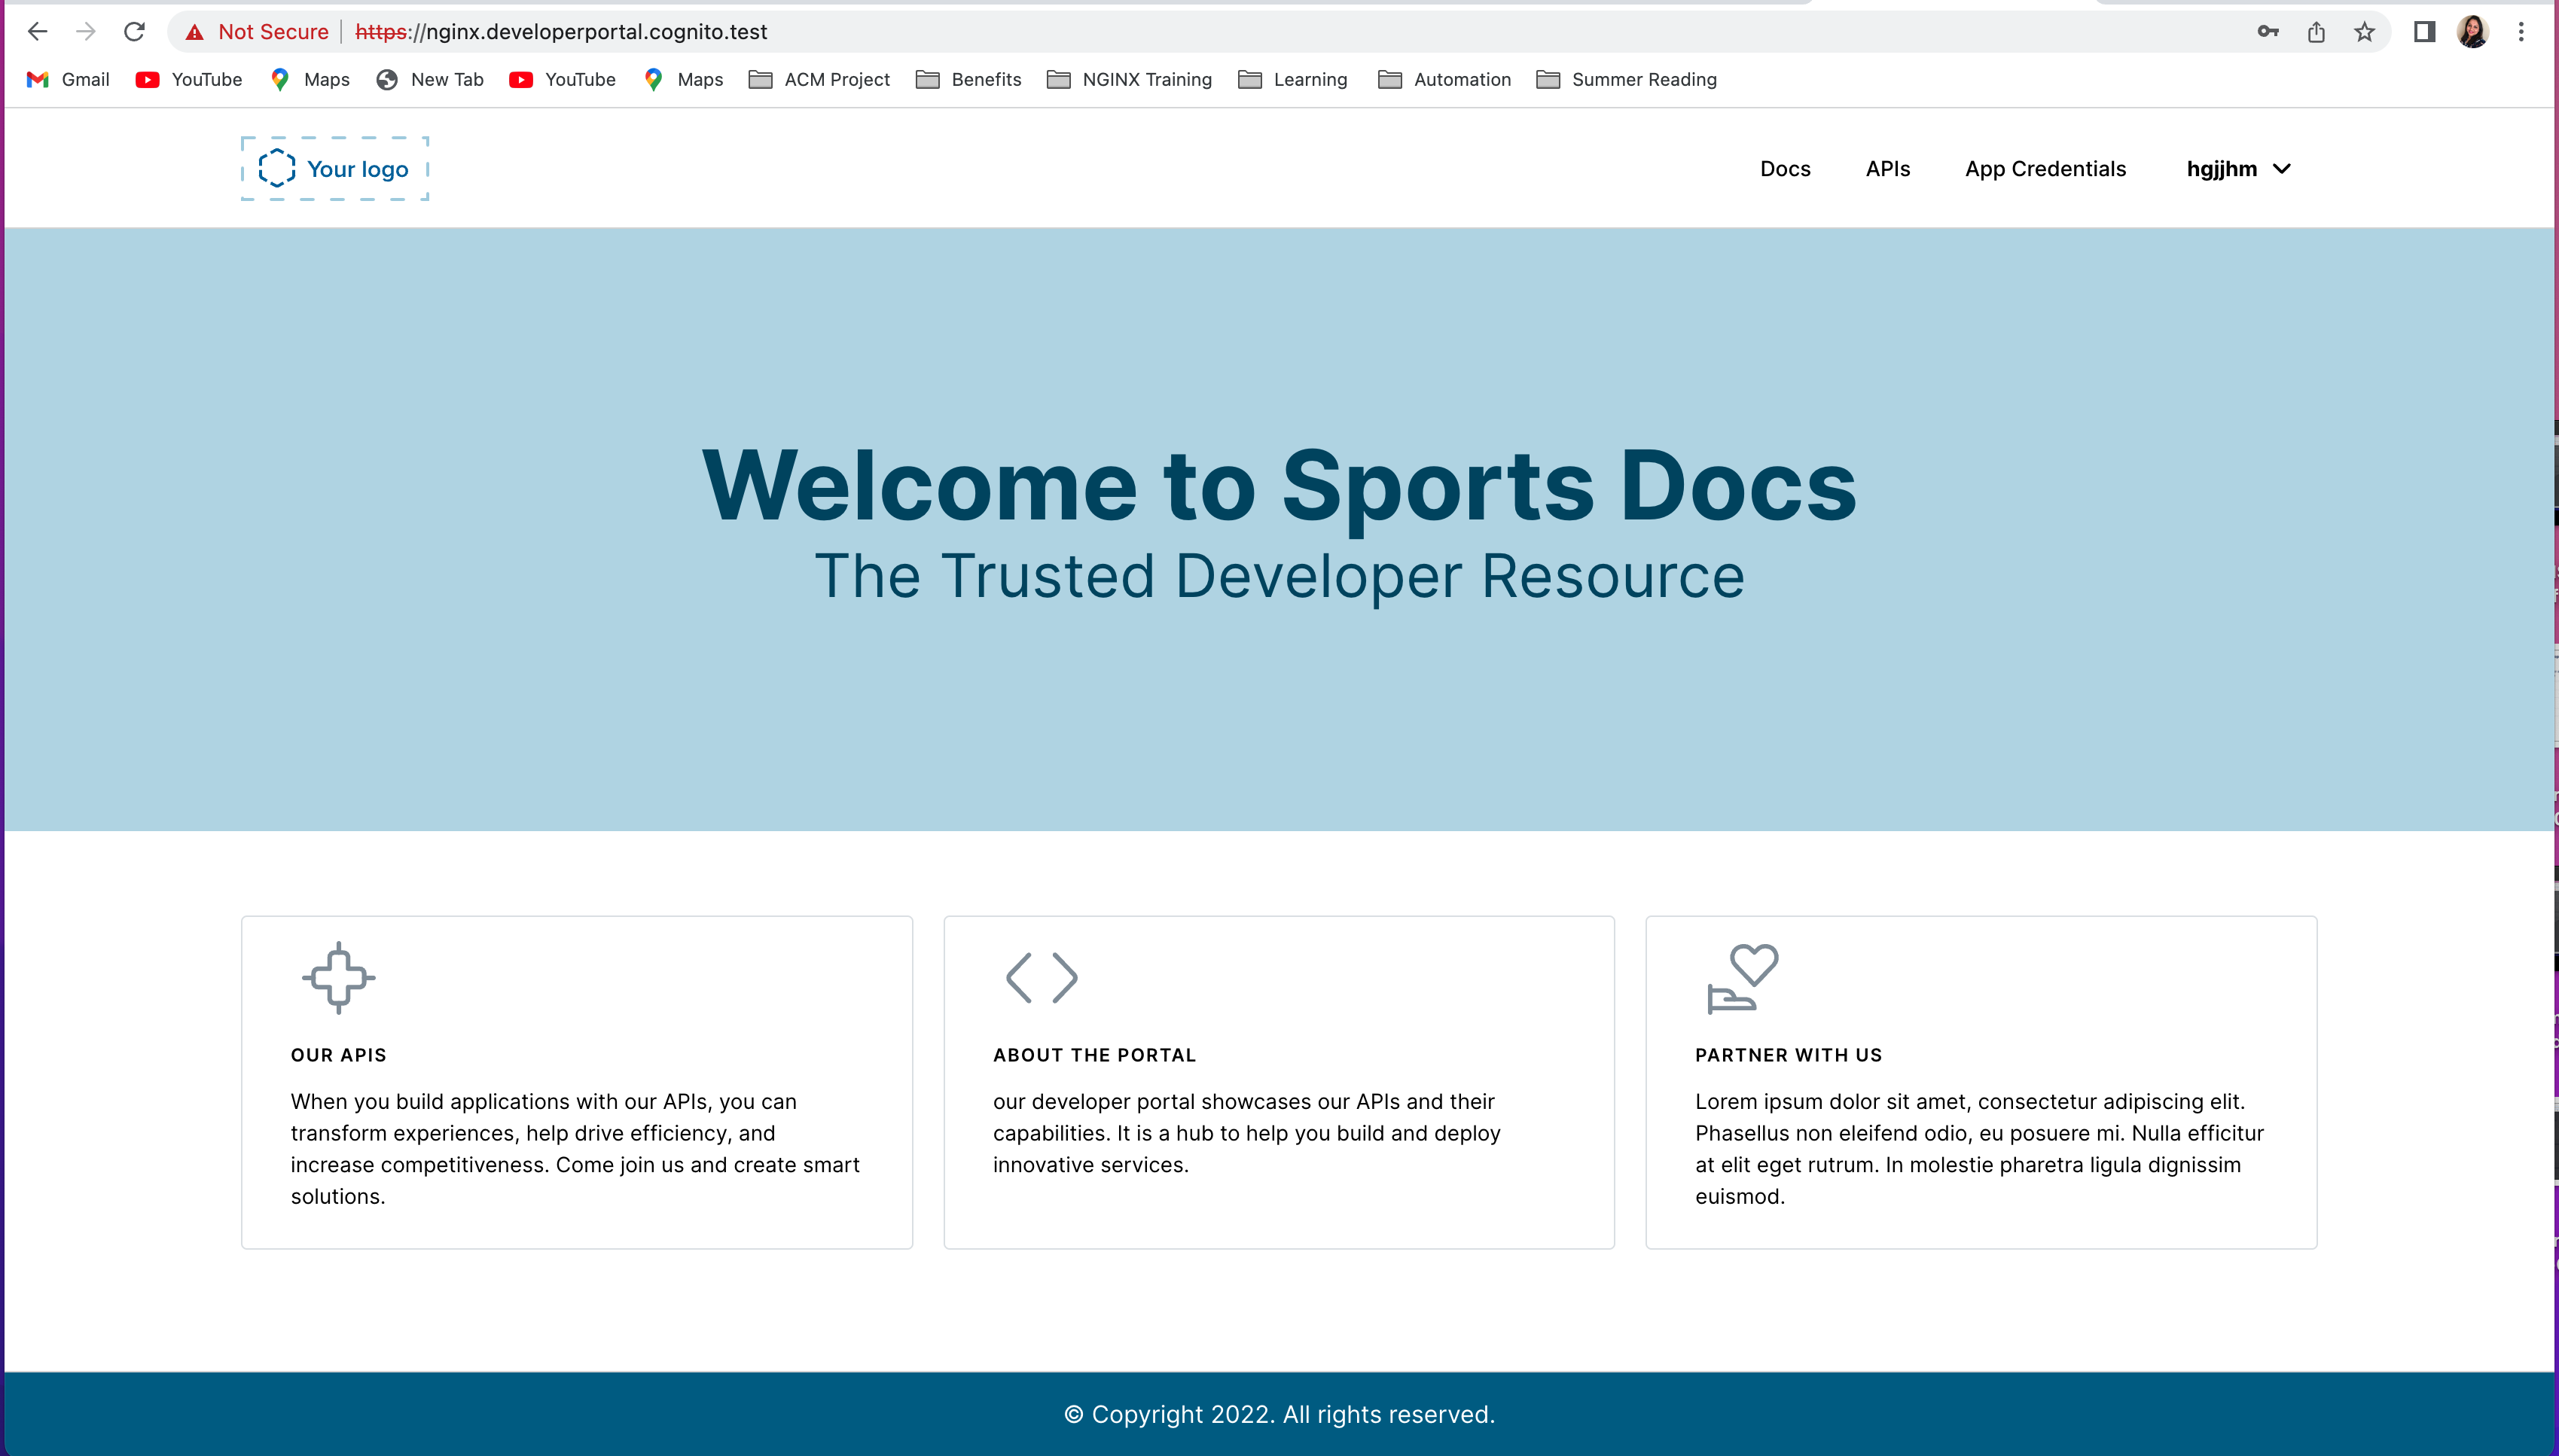 Not Secure https://nginx.developerportal.cognito.test
Gmail YouTube Maps New Tab YouTube Maps ACM Project Benefits NGINX Training Learning Automation Summer Reading
Your logo Docs APIs App Credentials hgjjhm
Welcome to Sports Docs
The Trusted Developer Resource
OUR APIS
When you build applications with our APIs, you can
transform experiences, help drive efficiency, and
increase competitiveness. Come join us and create smart
solutions.
ABOUT THE PORTAL
our developer portal showcases our APIs and their
capabilities. It is a hub to help you build and deploy
innovative services.
PARTNER WITH US
Lorem ipsum dolor sit amet, consectetur adipiscing elit.
Phasellus non eleifend odio, eu posuere mi. Nulla efficitur
at elit eget rutrum. In molestie pharetra ligula dignissim
euismod.
© Copyright 2022. All rights reserved.